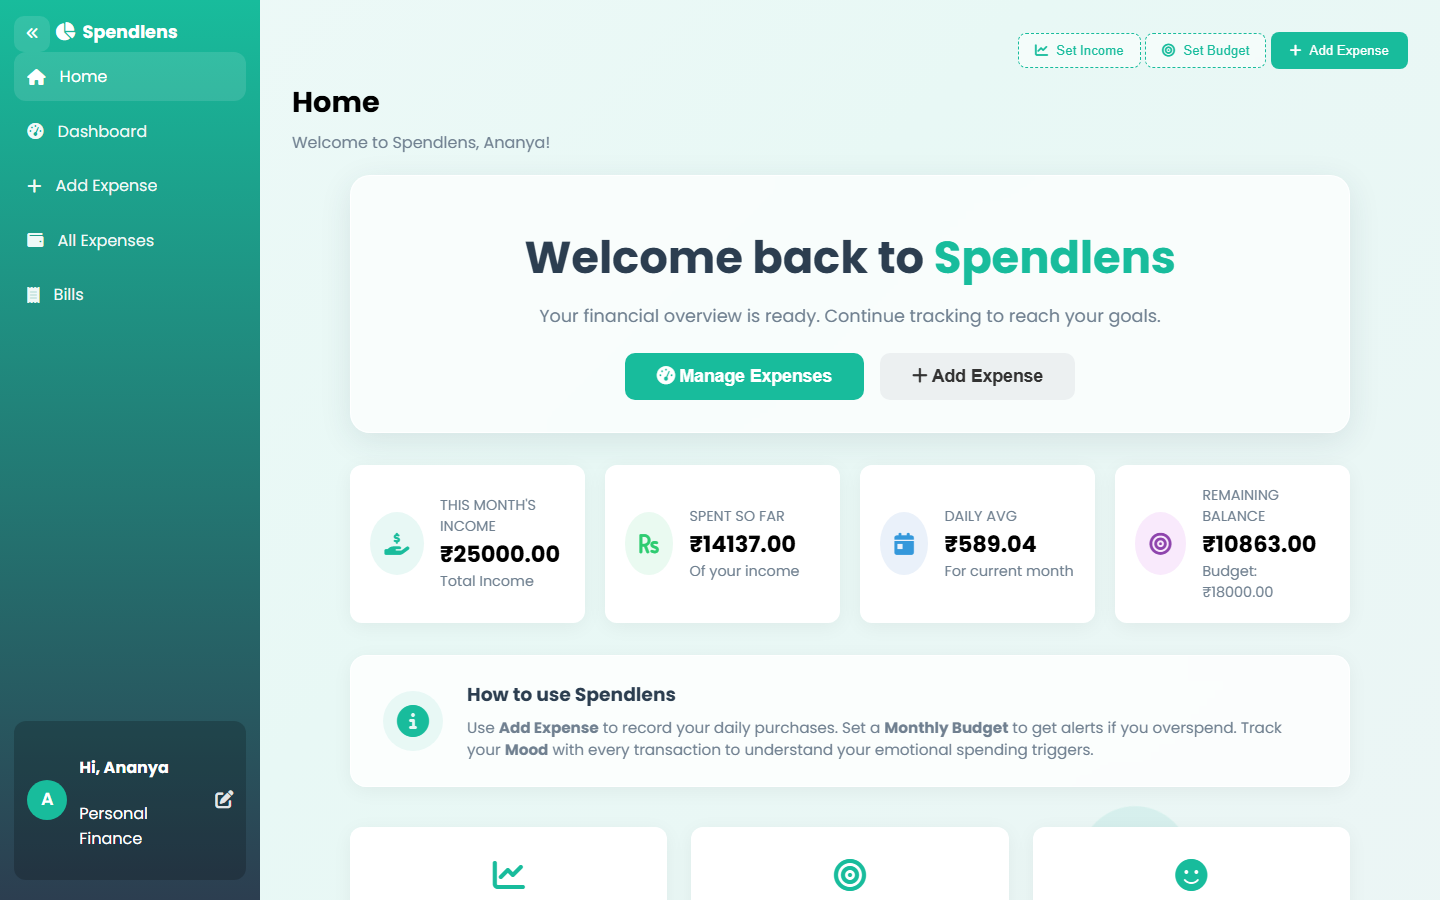 Spendlens
Home
Dashboard
Add Expense
All Expenses
Bills
Hi, Ananya
A
Personal
Finance
Set Income
Set Budget
Add Expense
Home
Welcome to Spendlens, Ananya!
Welcome back to Spendlens
Your financial overview is ready. Continue tracking to reach your goals.
Manage Expenses
Add Expense
THIS MONTH'S
INCOME
₹25000.00
Total Income
Rs
SPENT SO FAR
₹14137.00
Of your income
DAILY AVG
₹589.04
For current month
REMAINING
BALANCE
₹10863.00
Budget:
₹18000.00
How to use Spendlens
Use Add Expense to record your daily purchases. Set a Monthly Budget to get alerts if you overspend. Track
your Mood with every transaction to understand your emotional spending triggers.